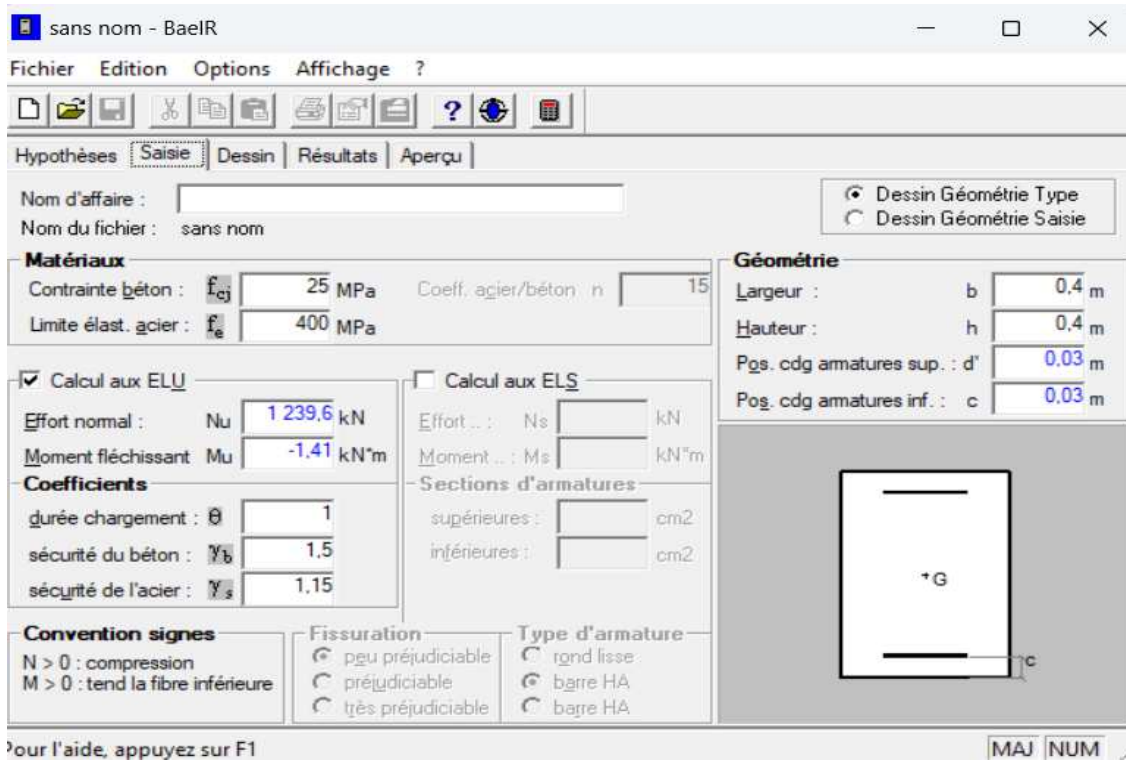 sans nom - BaelR
Fichier Edition Options Affichage ?
Hypothèses Saisie Dessin Résultats Aperçu
Nom d'affaire :
Nom du fichier : sans nom
Dessin Géométrie Type
Dessin Géométrie Saisie
Matériaux
Contrainte béton : fcj 25 MPa Coeff. acier/béton n 15
Limite élast. acier : fe 400 MPa
Géométrie
Largeur : b 0,4 m
Hauteur : h 0,4 m
Pos. cdg armatures sup. : d' 0,03 m
Pos. cdg armatures inf. : c 0,03 m
Calcul aux ELU
Effort normal : Nu 1 239,6 kN
Moment fléchissant Mu -1,41 kN*m
Calcul aux ELS
Effort .. : Ns kN
Moment .. : Ms kN*m
Coefficients
durée chargement : θ 1
sécurité du béton : γb 1,5
sécurité de l'acier : γs 1,15
Sections d'armatures
supérieures : cm2
inférieures : cm2
Convention signes
N > 0 : compression
M > 0 : tend la fibre inférieure
Fissuration
peu préjudiciable
préjudiciable
très préjudiciable
Type d'armature
rond lisse
barre HA
barre HA
+G
c
Pour l'aide, appuyez sur F1 MAJ NUM